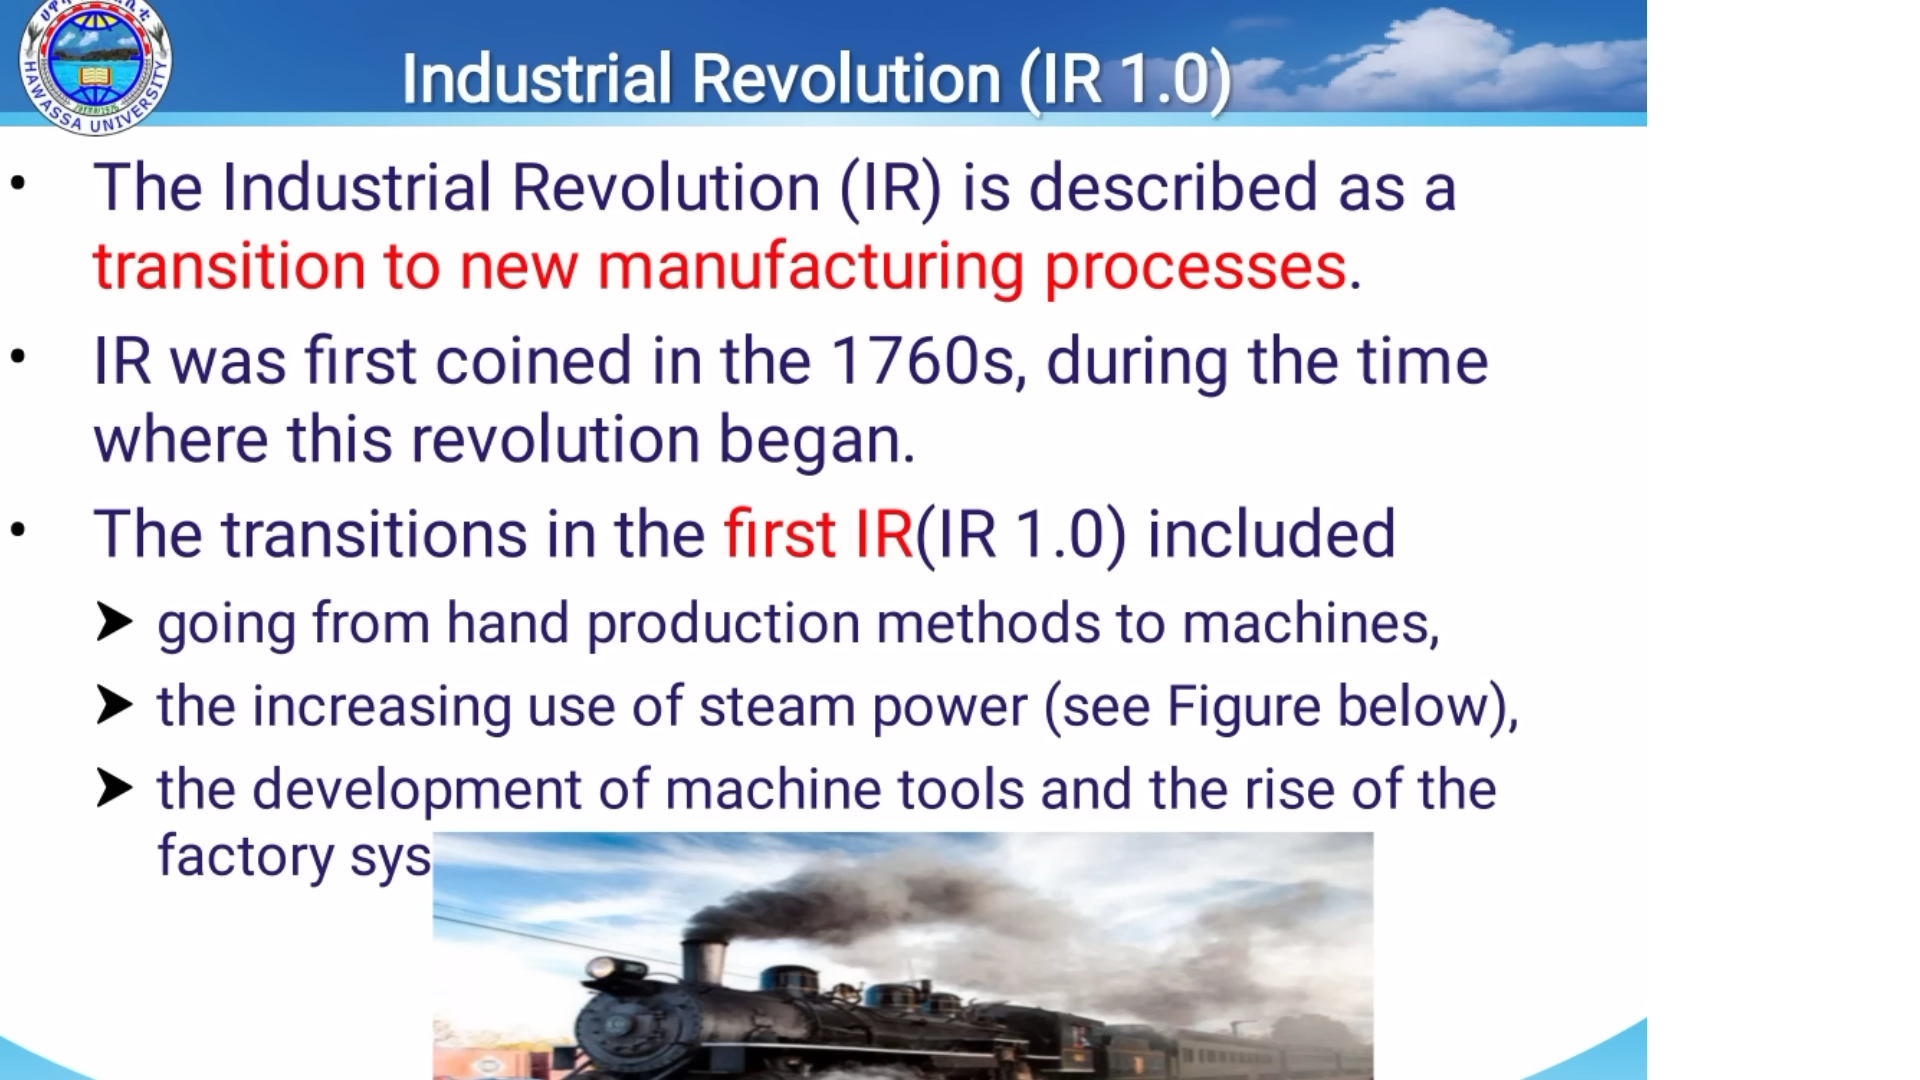 HAWASSA UNIVERSITY
Industrial Revolution (IR 1.0)
• The Industrial Revolution (IR) is described as a
transition to new manufacturing processes.
• IR was first coined in the 1760s, during the time
where this revolution began.
• The transitions in the first IR(IR 1.0) included
➤ going from hand production methods to machines,
➤ the increasing use of steam power (see Figure below),
➤ the development of machine tools and the rise of the
factory sys